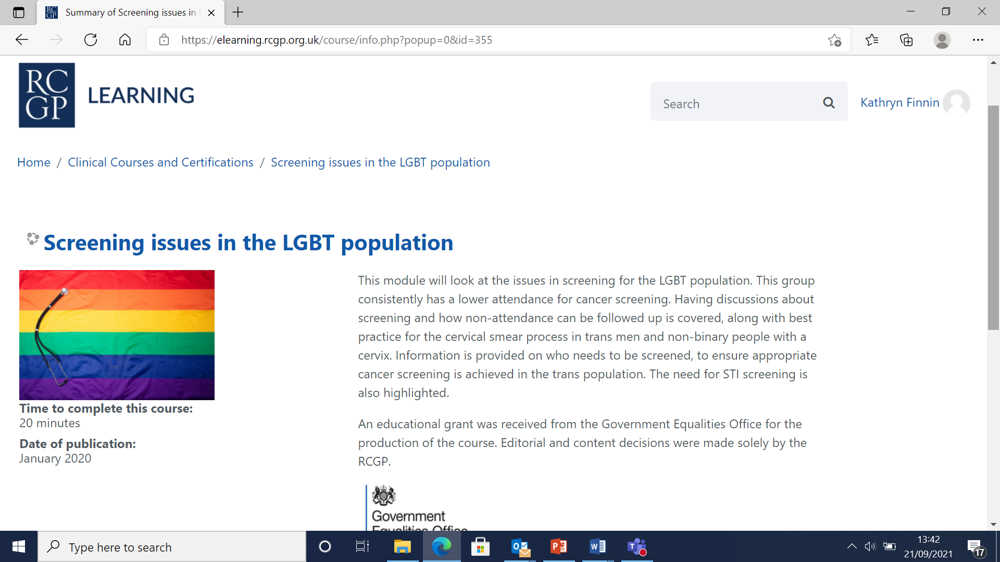 Summary of Screening issues in t
https://elearning.rcgp.org.uk/course/info.php?popup=0&id=355
RC
GP
LEARNING
Search
Kathryn Finnin
Home / Clinical Courses and Certifications / Screening issues in the LGBT population
Screening issues in the LGBT population
Time to complete this course:
20 minutes
Date of publication:
January 2020
This module will look at the issues in screening for the LGBT population. This group
consistently has a lower attendance for cancer screening. Having discussions about
screening and how non-attendance can be followed up is covered, along with best
practice for the cervical smear process in trans men and non-binary people with a
cervix. Information is provided on who needs to be screened, to ensure appropriate
cancer screening is achieved in the trans population. The need for STI screening is
also highlighted.
An educational grant was received from the Government Equalities Office for the
production of the course. Editorial and content decisions were made solely by the
RCGP.
Government
Equalities Office
Type here to search
13:42
21/09/2021
17